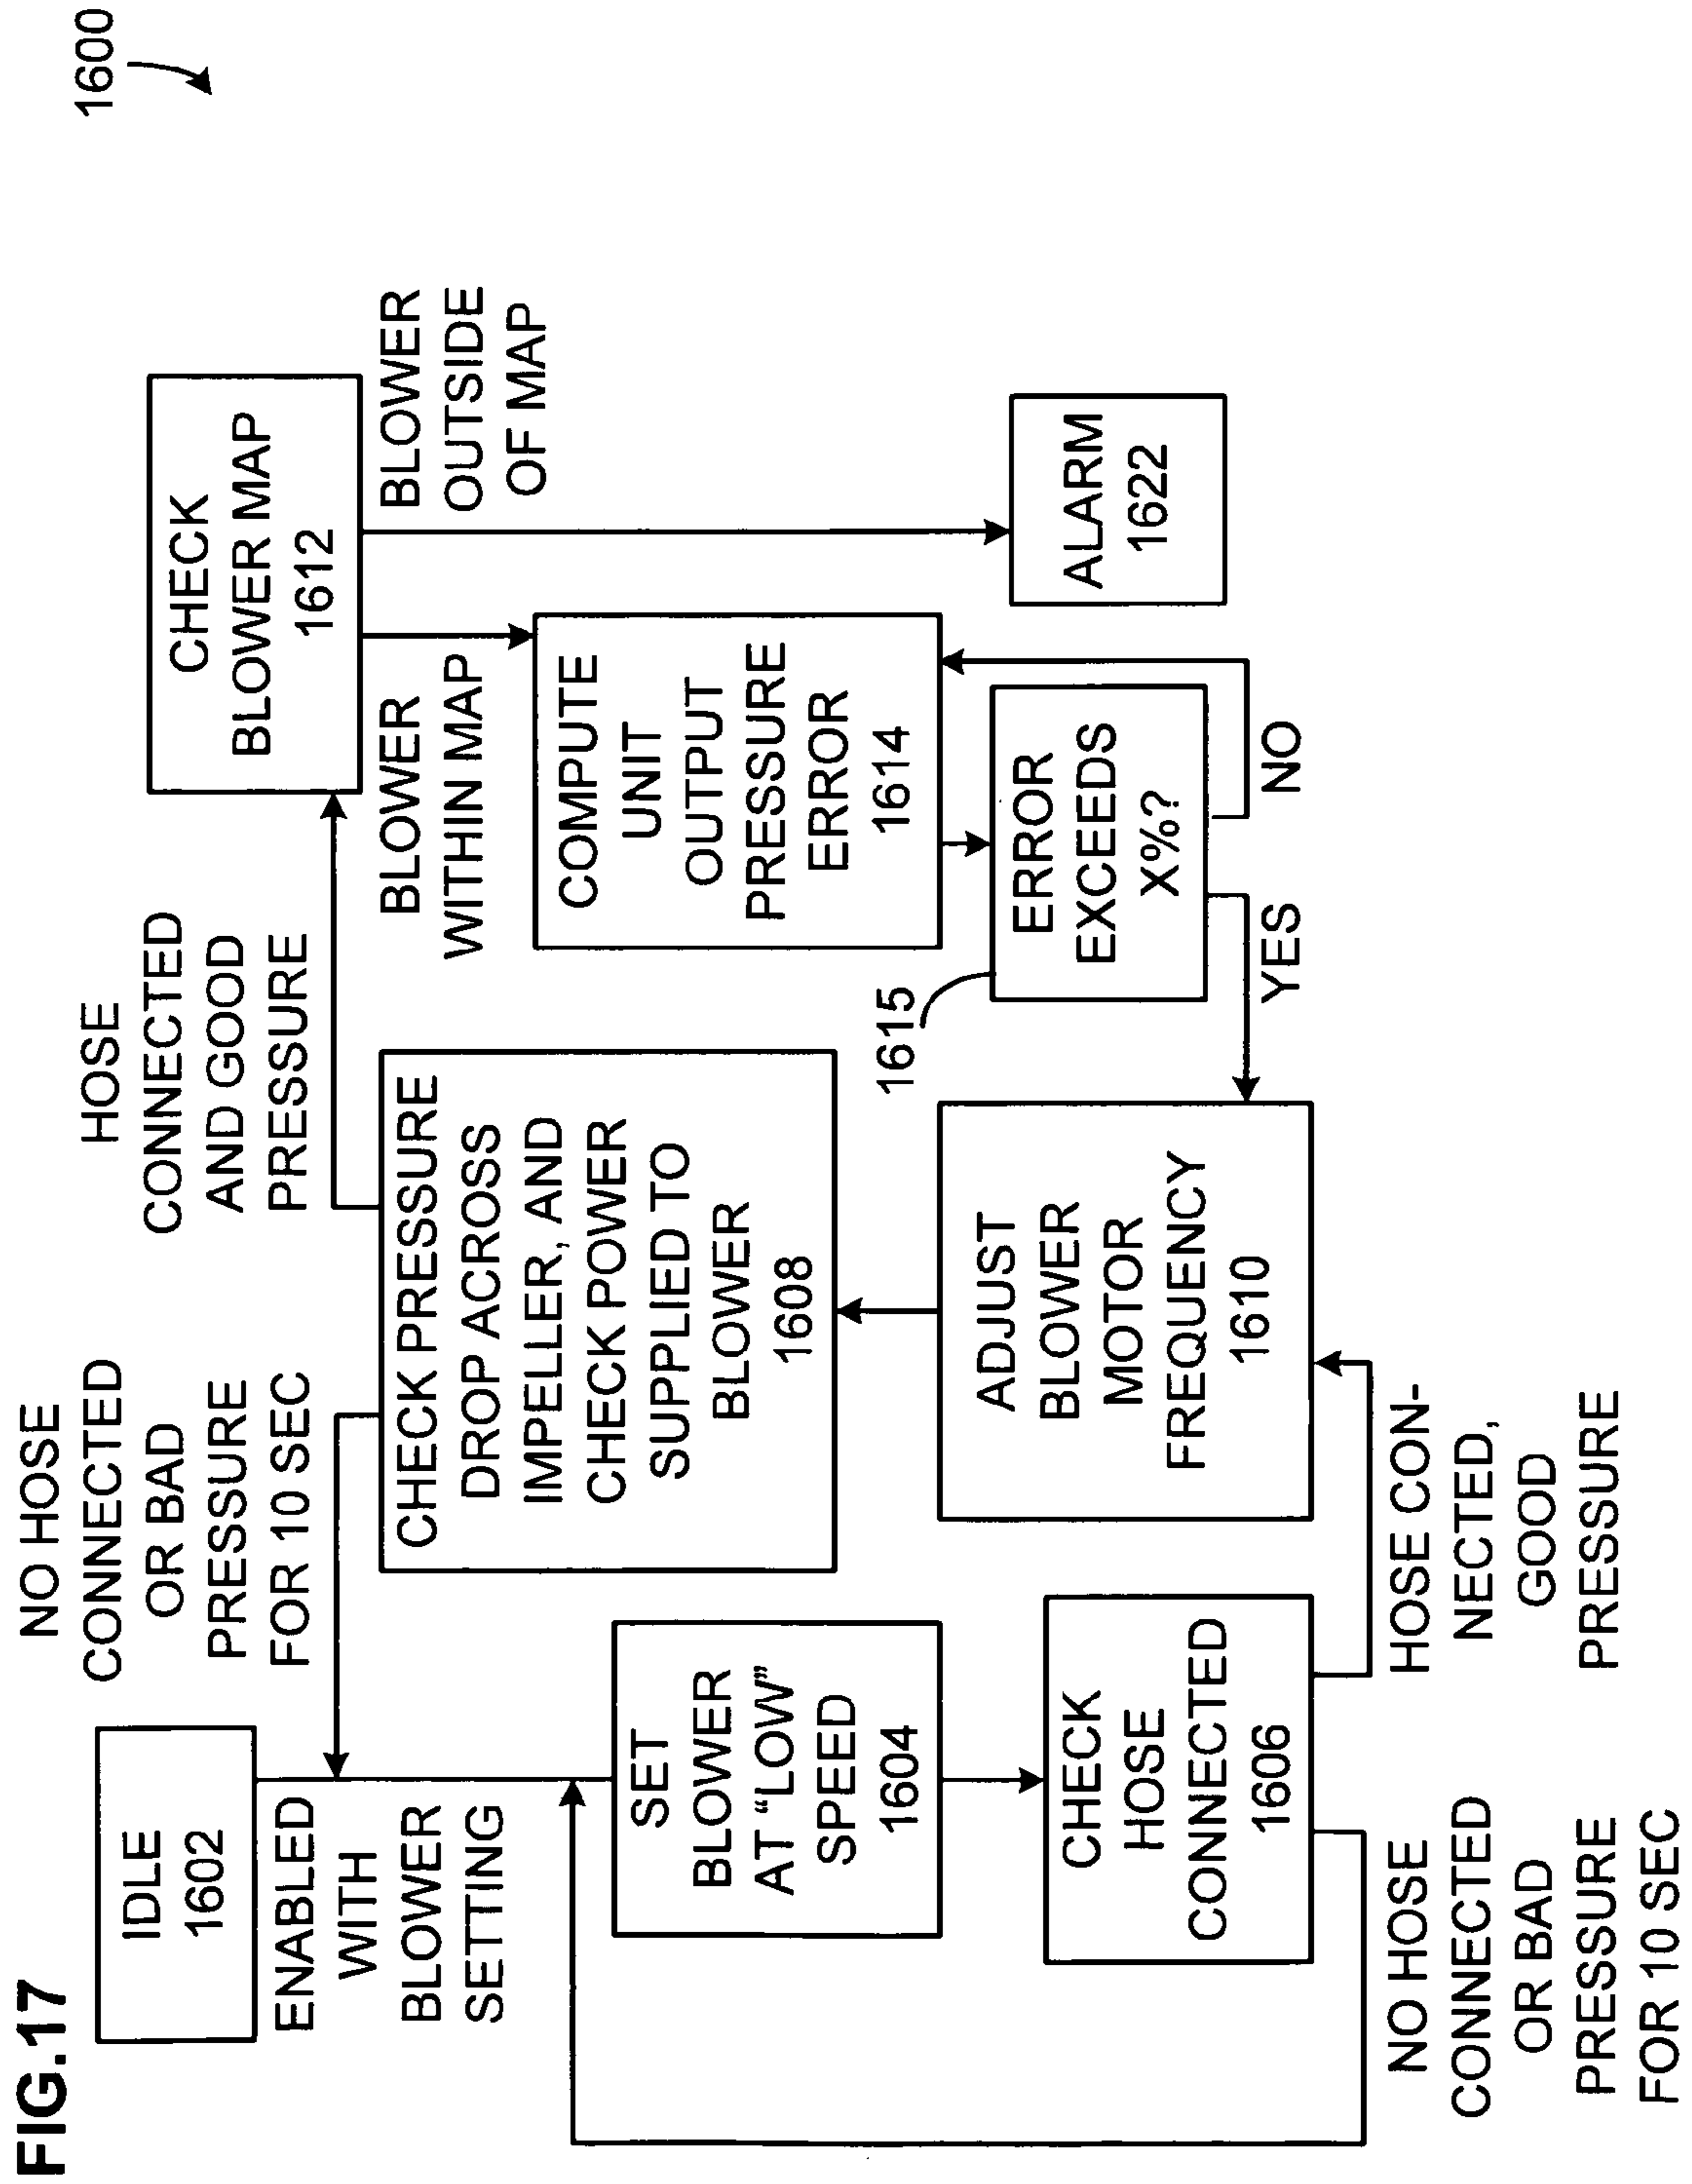 FIG.17
1600
IDLE
1602
ENABLED
WITH
BLOWER
SETTING
NO HOSE
CONNECTED
OR BAD
PRESSURE
FOR 10 SEC
HOSE
CONNECTED
AND GOOD
PRESSURE
CHECK
BLOWER MAP
1612
SET
BLOWER
AT “LOW”
SPEED
1604
CHECK PRESSURE
DROP ACROSS
IMPELLER, AND
CHECK POWER
SUPPLIED TO
BLOWER
1608
BLOWER
WITHIN MAP
BLOWER
OUTSIDE
OF MAP
COMPUTE
UNIT
OUTPUT
PRESSURE
ERROR
1614
CHECK
HOSE
CONNECTED
1606
ADJUST
BLOWER
MOTOR
FREQUENCY
1610
1615
ERROR
EXCEEDS
X%?
YES
NO
ALARM
1622
NO HOSE
CONNECTED
OR BAD
PRESSURE
FOR 10 SEC
HOSE CON-
NECTED,
GOOD
PRESSURE